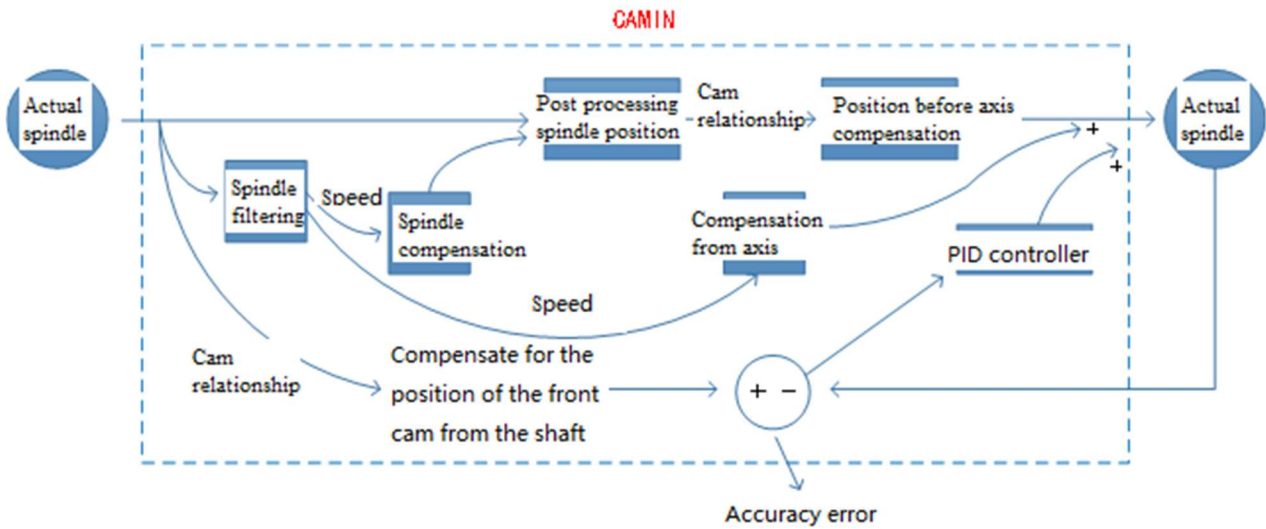 CAMIN
Actual
spindle
Post processing
spindle position
Cam
relationship
Position before axis
compensation
Actual
spindle
+
+
Spindle
filtering
Speed
Spindle
compensation
Compensation
from axis
PID controller
Speed
Cam
relationship
Compensate for the
position of the front
cam from the shaft
+ -
Accuracy error